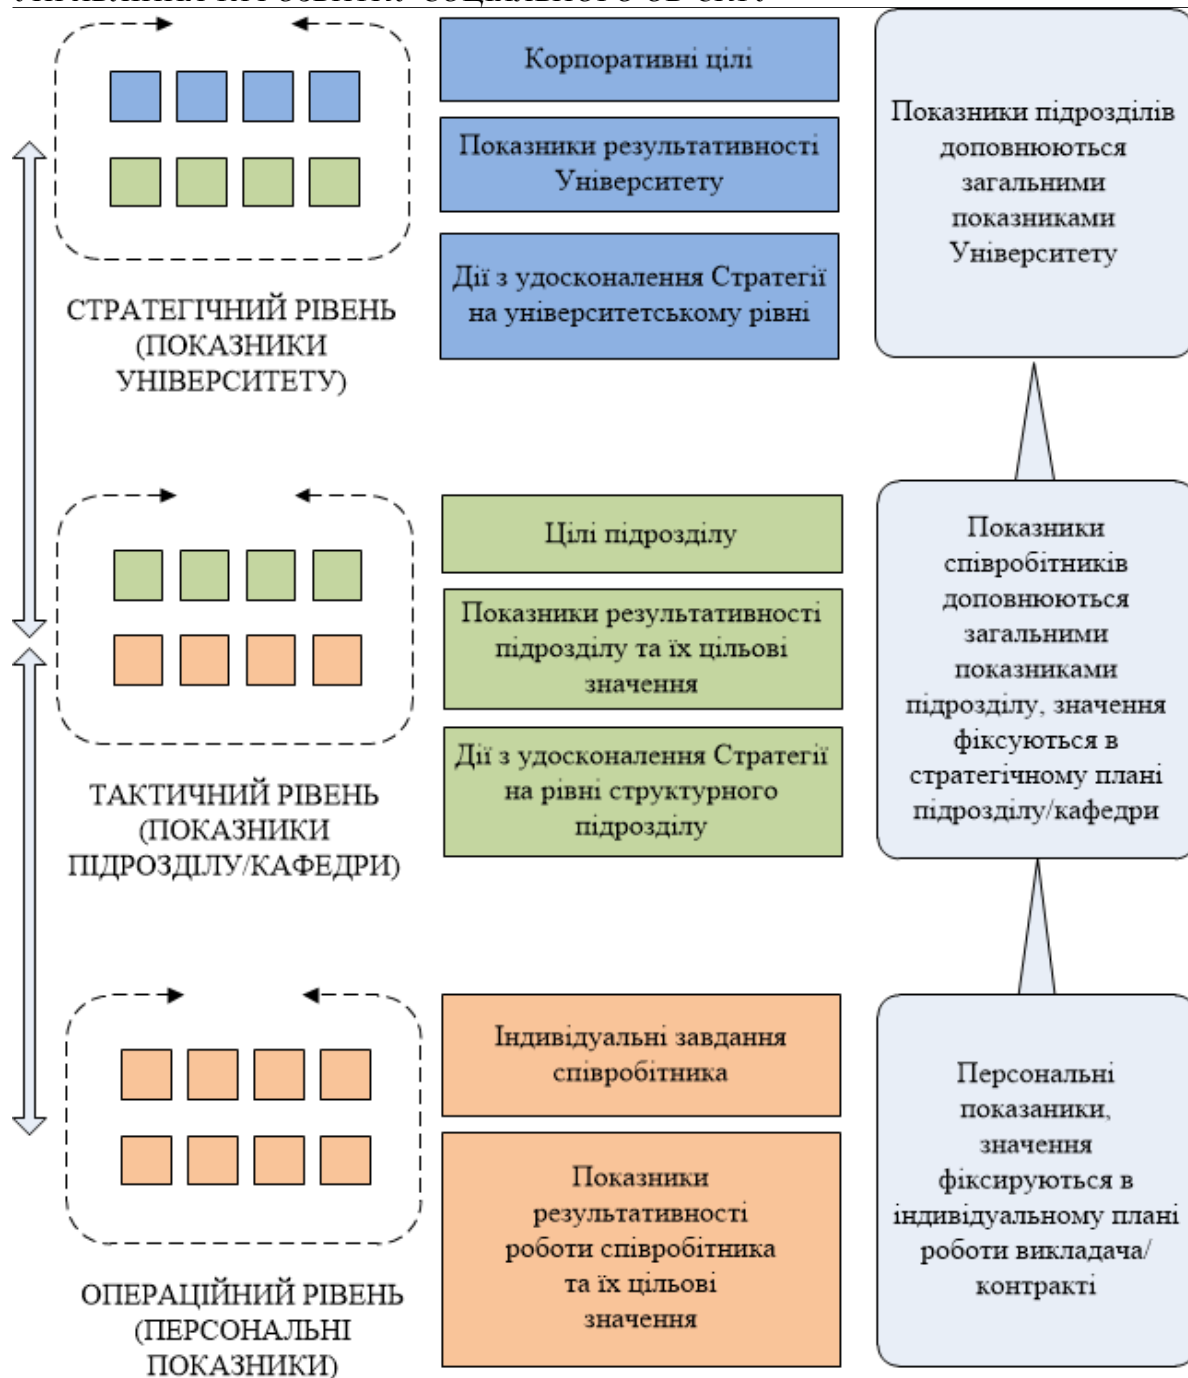 Корпоративні цілі
Показники результативності
Університету
Дії з удосконалення Стратегії
на університетському рівні
Показники підрозділів
доповнюються
загальними
показниками
Університету
СТРАТЕГІЧНИЙ РІВЕНЬ
(ПОКАЗНИКИ
УНІВЕРСИТЕТУ)
Цілі підрозділу
Показники результативності
підрозділу та їх цільові
значення
Дії з удосконалення Стратегії
на рівні структурного
підрозділу
Показники
співробітників
доповнюються
загальними
показниками
підрозділу, значення
фіксуються в
стратегічному плані
підрозділу/кафедри
ТАКТИЧНИЙ РІВЕНЬ
(ПОКАЗНИКИ
ПІДРОЗДІЛУ/КАФЕДРИ)
Індивідуальні завдання
співробітника
Показники
результативності
роботи співробітника
та їх цільові
значення
Персональні
показаники,
значення
фіксируються в
індивідуальному плані
роботи викладача/
контракті
ОПЕРАЦІЙНИЙ РІВЕНЬ
(ПЕРСОНАЛЬНІ
ПОКАЗНИКИ)